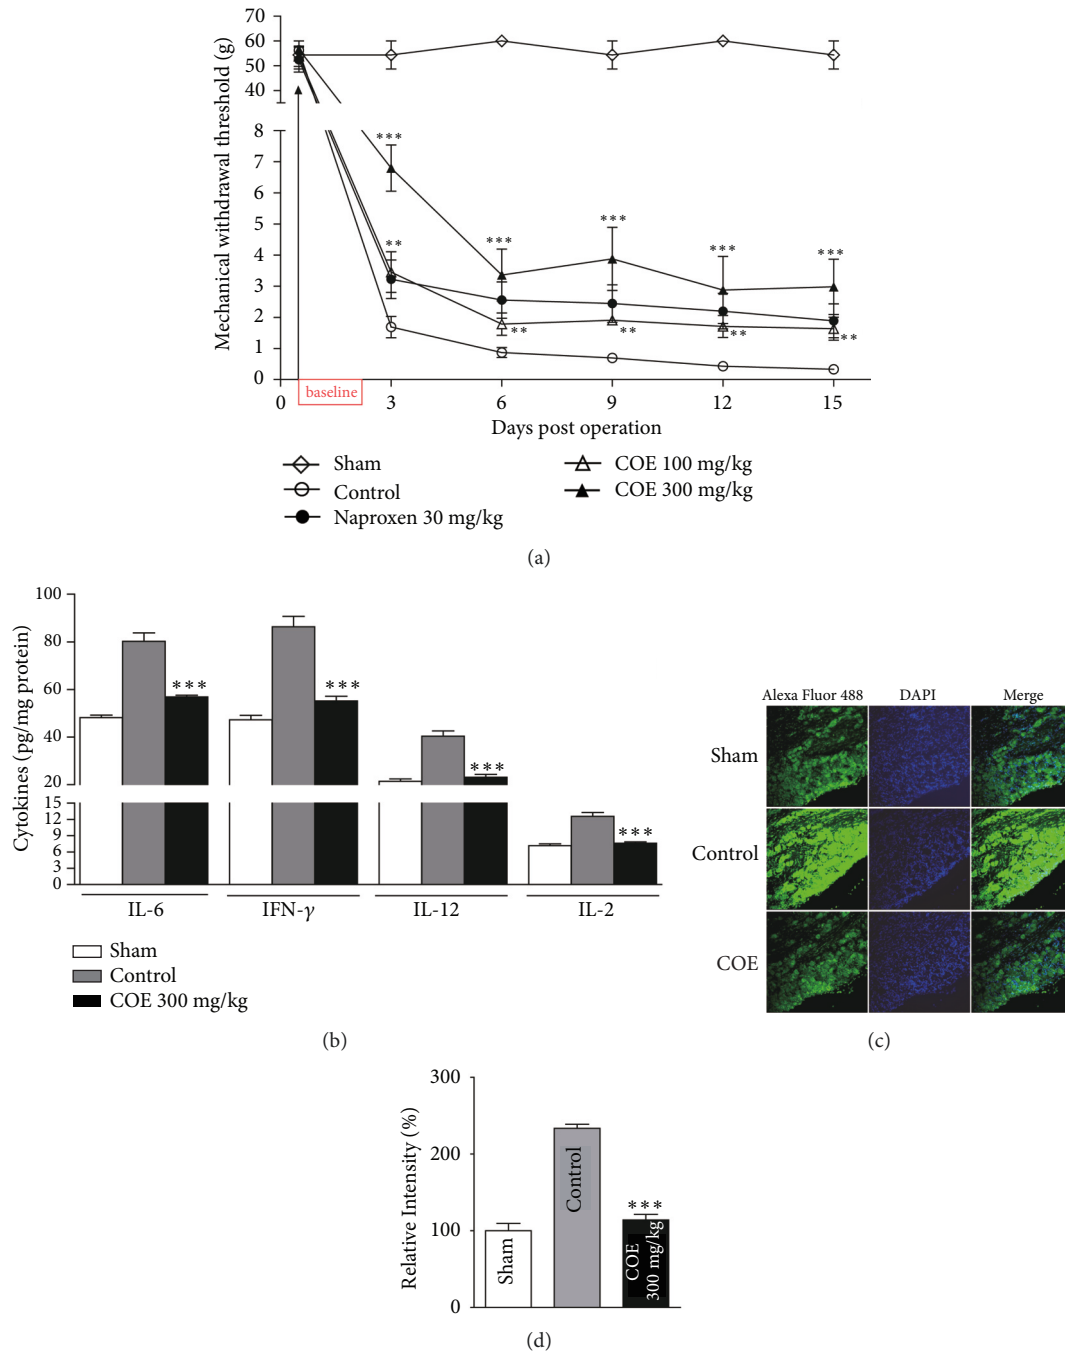 70
60
50
40
8
7
6
5
4
3
2
1
0
Mechanical withdrawal threshold (g)
***
**
***
**
***
**
***
**
***
**
baseline
0 3 6 9 12 15
Days post operation
Sham
Control
Naproxen 30 mg/kg
COE 100 mg/kg
COE 300 mg/kg
(a)
100
80
60
40
20
15
12
9
6
3
0
Cytokines (pg/mg protein)
***
***
***
***
IL-6 IFN-γ IL-12 IL-2
Sham
Control
COE 300 mg/kg
(b)
Alexa Fluor 488 DAPI Merge
Sham
Control
COE
(c)
300
200
100
0
Relative Intensity (%)
Sham
Control
***
COE
300 mg/kg
(d)